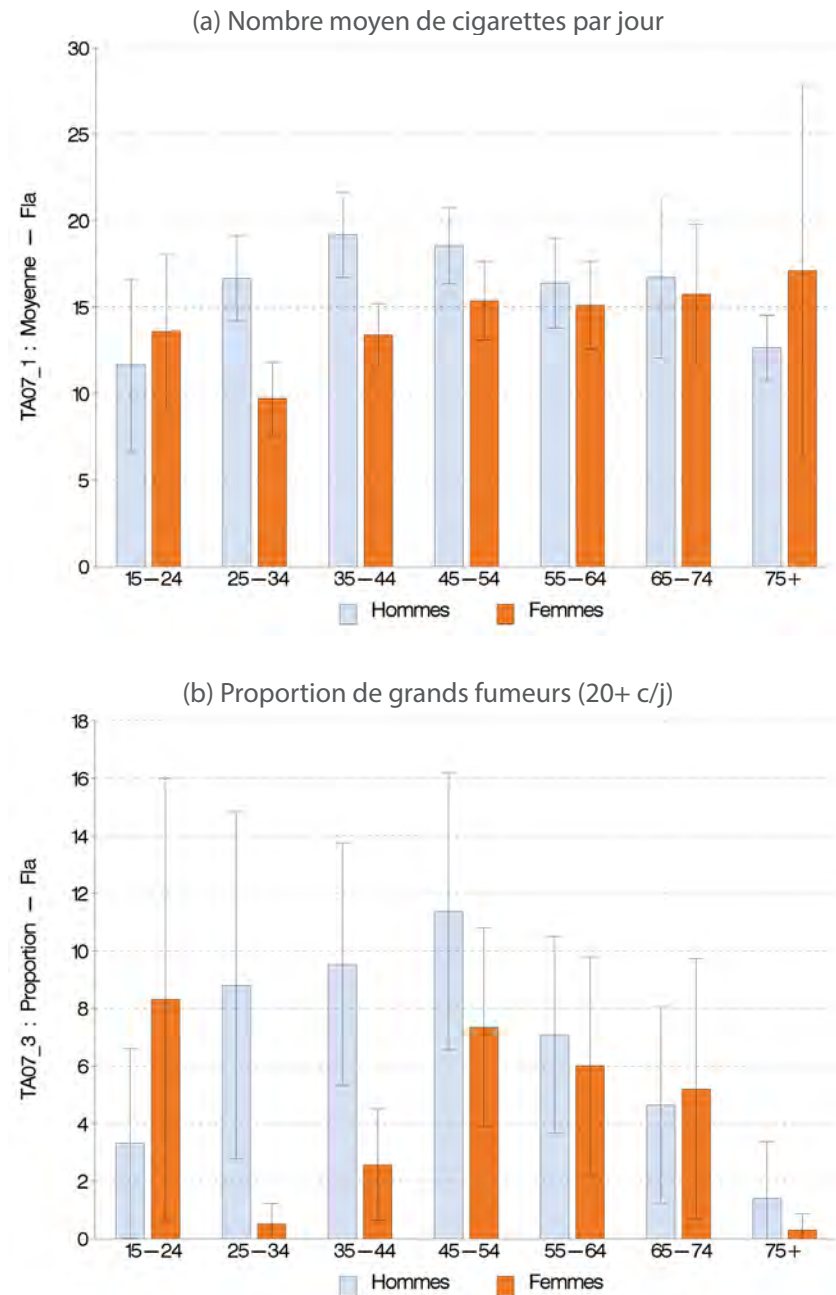 (a) Nombre moyen de cigarettes par jour
30
25
20
15
10
5
0
TA07_1 : Moyenne — Fla
15—24 25—34 35—44 45—54 55—64 65—74 75+
Hommes Femmes
(b) Proportion de grands fumeurs (20+ c/j)
18
16
14
12
10
8
6
4
2
0
TA07_3 : Proportion — Fla
15—24 25—34 35—44 45—54 55—64 65—74 75+
Hommes Femmes